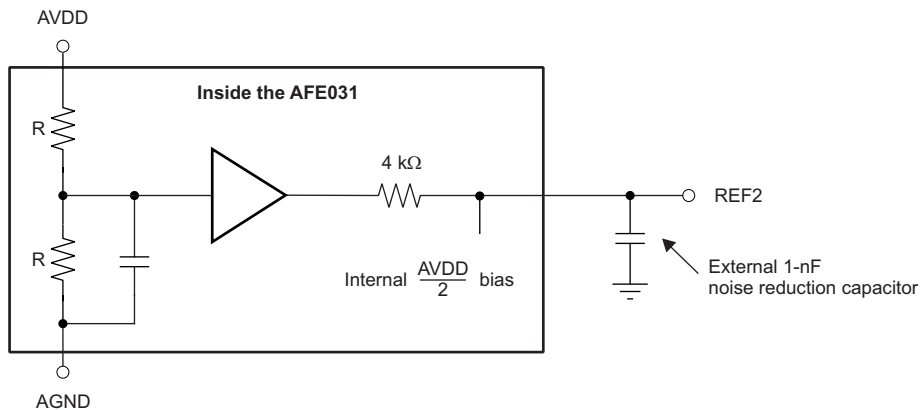 AVDD
Inside the AFE031
R
4 kΩ
REF2
R
Internal AVDD/2 bias
External 1-nF
noise reduction capacitor
AGND